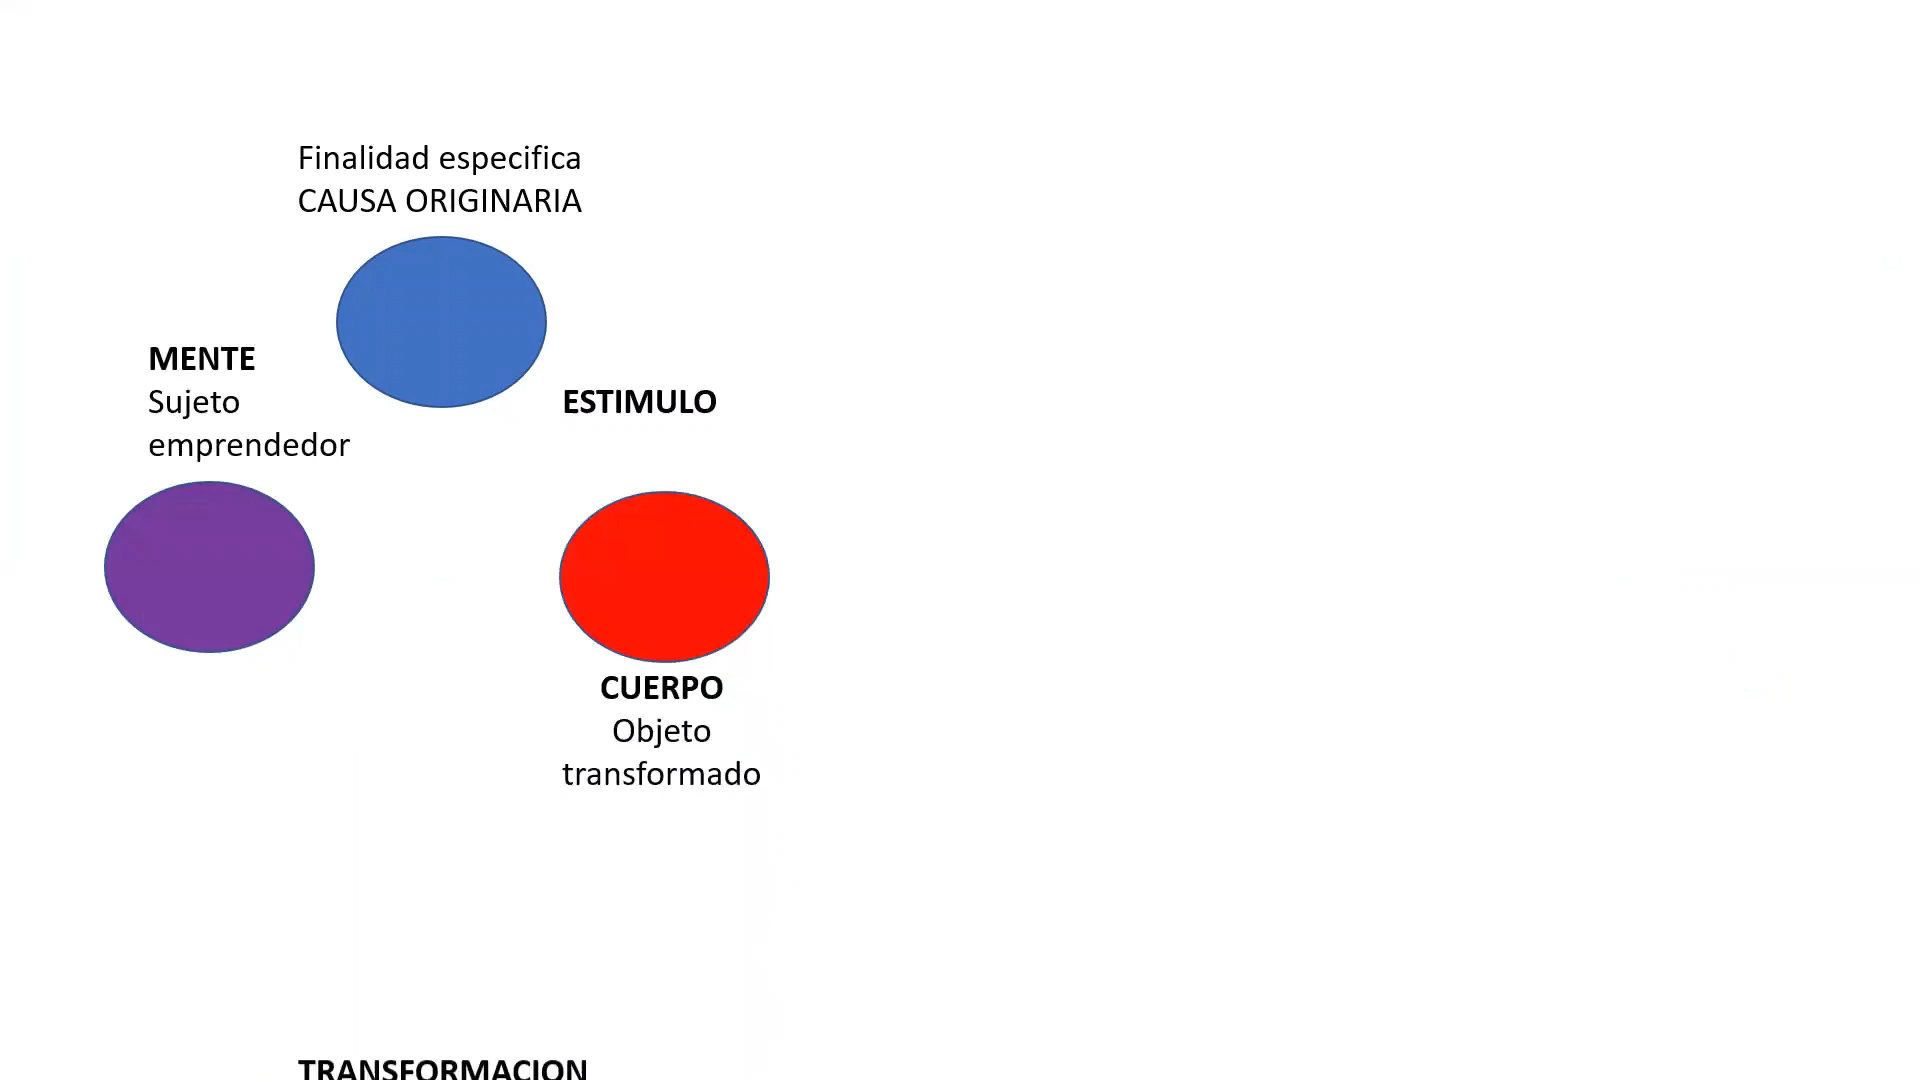 Finalidad especifica
CAUSA ORIGINARIA
MENTE
Sujeto
emprendedor
ESTIMULO
CUERPO
Objeto
transformado
TRANSFORMACION